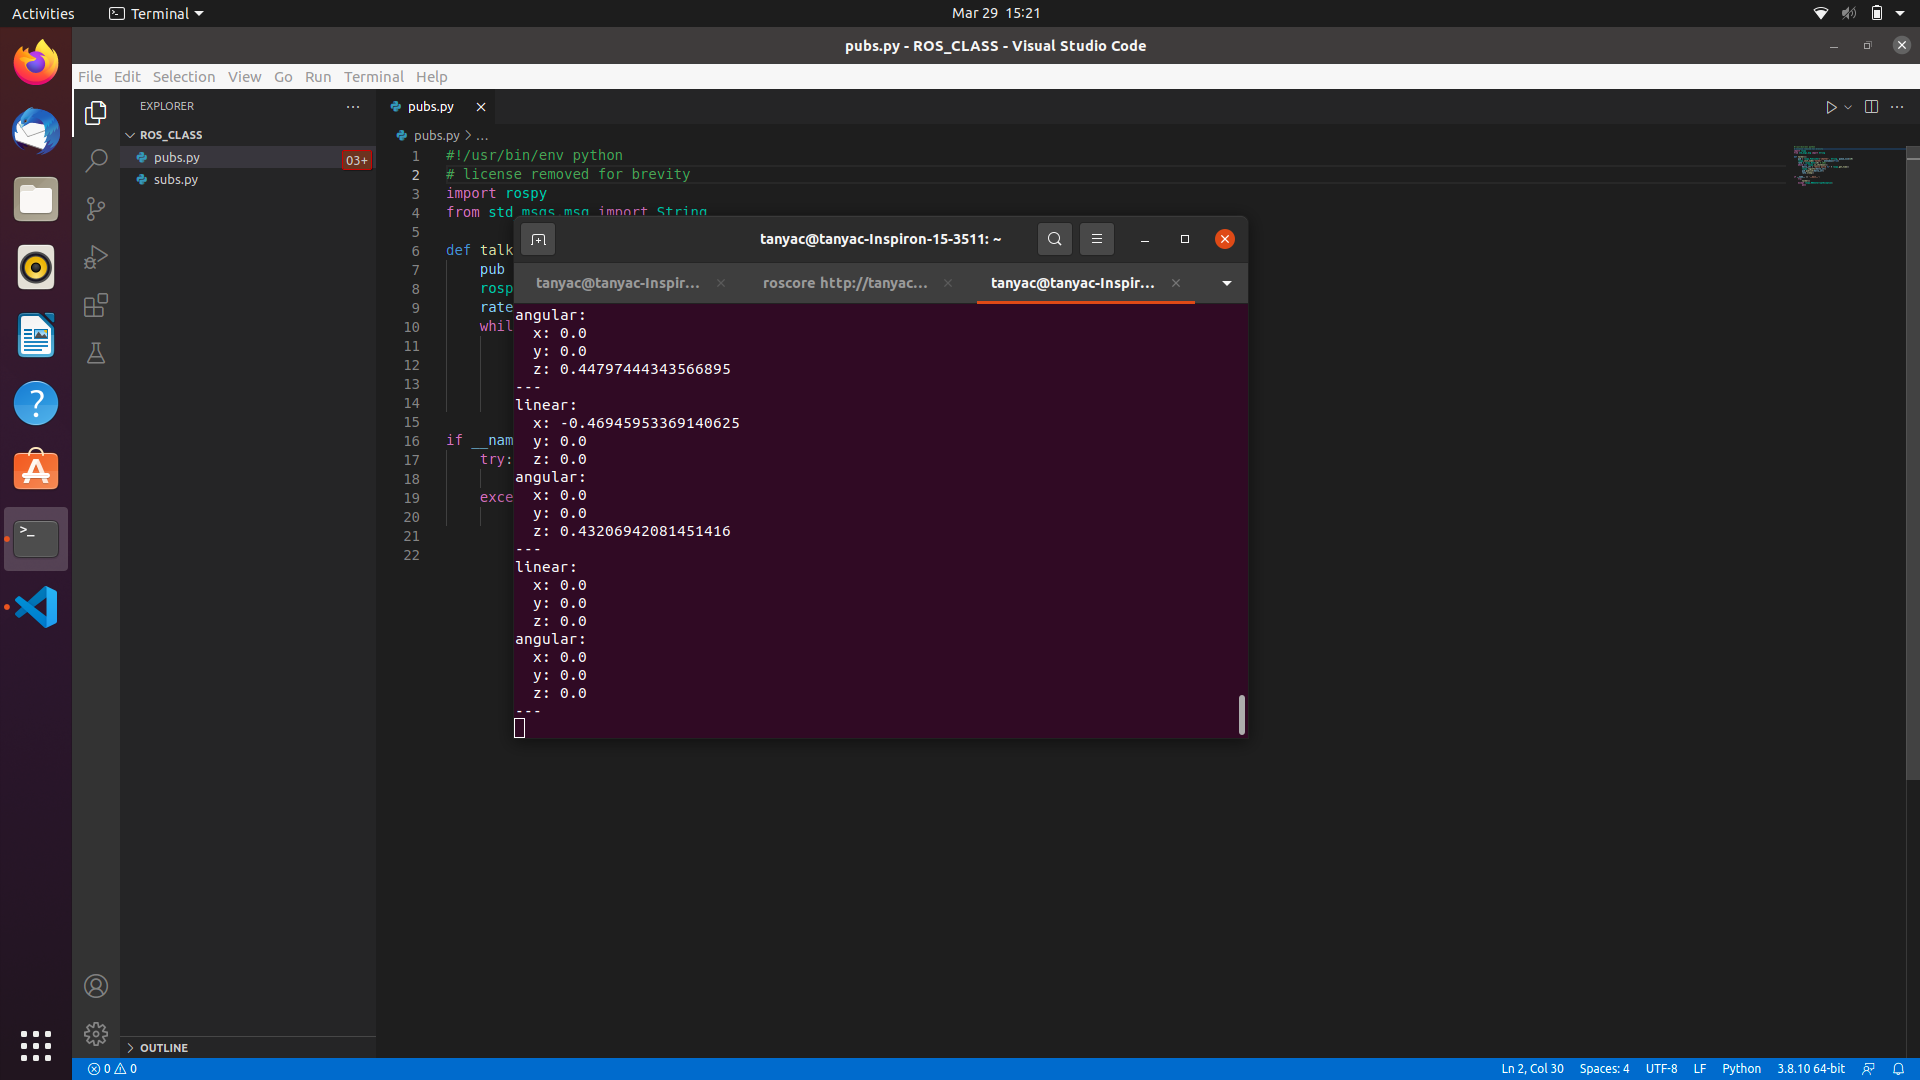 Activities
Terminal
Mar 29 15:21
pubs.py - ROS_CLASS - Visual Studio Code
File Edit Selection View Go Run Terminal Help
EXPLORER
ROS_CLASS
pubs.py
03+
subs.py
OUTLINE
pubs.py
pubs.py > ...
1 #!/usr/bin/env python
2 # license removed for brevity
3 import rospy
4 from std_msgs.msg import String
5
6 def talk
7 pub
8 rosp
9 rate
10 whil
11
12
13
14
15
16 if __nam
17 try:
18
19 exce
20
21
22
tanyac@tanyac-Inspiron-15-3511: ~
tanyac@tanyac-Inspir...
roscore http://tanyac...
tanyac@tanyac-Inspir...
angular:
  x: 0.0
  y: 0.0
  z: 0.44797444343566895
---
linear:
  x: -0.46945953369140625
  y: 0.0
  z: 0.0
angular:
  x: 0.0
  y: 0.0
  z: 0.43206942081451416
---
linear:
  x: 0.0
  y: 0.0
  z: 0.0
angular:
  x: 0.0
  y: 0.0
  z: 0.0
---
0 0
Ln 2, Col 30
Spaces: 4
UTF-8
LF
Python
3.8.10 64-bit